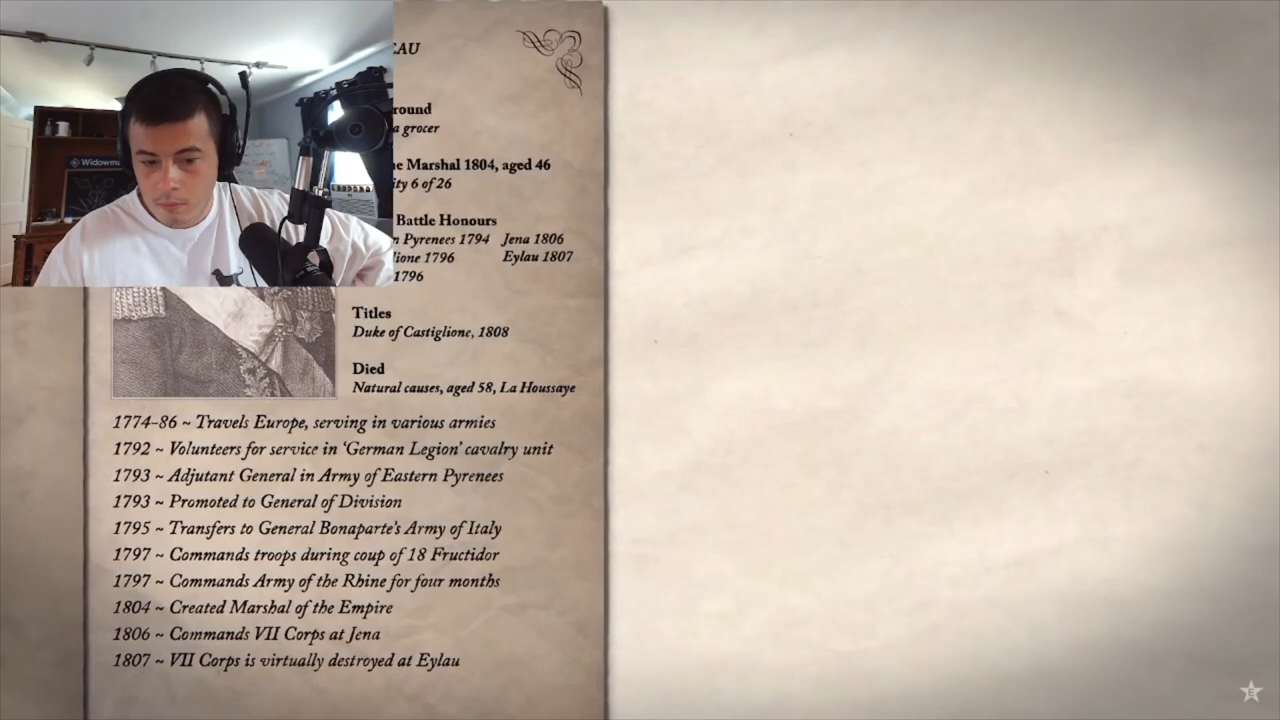 EAU
round
a grocer
ne Marshal 1804, aged 46
ity 6 of 26
Battle Honours
n Pyrenees 1794 Jena 1806
lione 1796 Eylau 1807
1796
Widowma
Titles
Duke of Castiglione, 1808
Died
Natural causes, aged 58, La Houssaye
1774-86 ~ Travels Europe, serving in various armies
1792 ~ Volunteers for service in ‘German Legion’ cavalry unit
1793 ~ Adjutant General in Army of Eastern Pyrenees
1793 ~ Promoted to General of Division
1795 ~ Transfers to General Bonaparte’s Army of Italy
1797 ~ Commands troops during coup of 18 Fructidor
1797 ~ Commands Army of the Rhine for four months
1804 ~ Created Marshal of the Empire
1806 ~ Commands VII Corps at Jena
1807 ~ VII Corps is virtually destroyed at Eylau
E